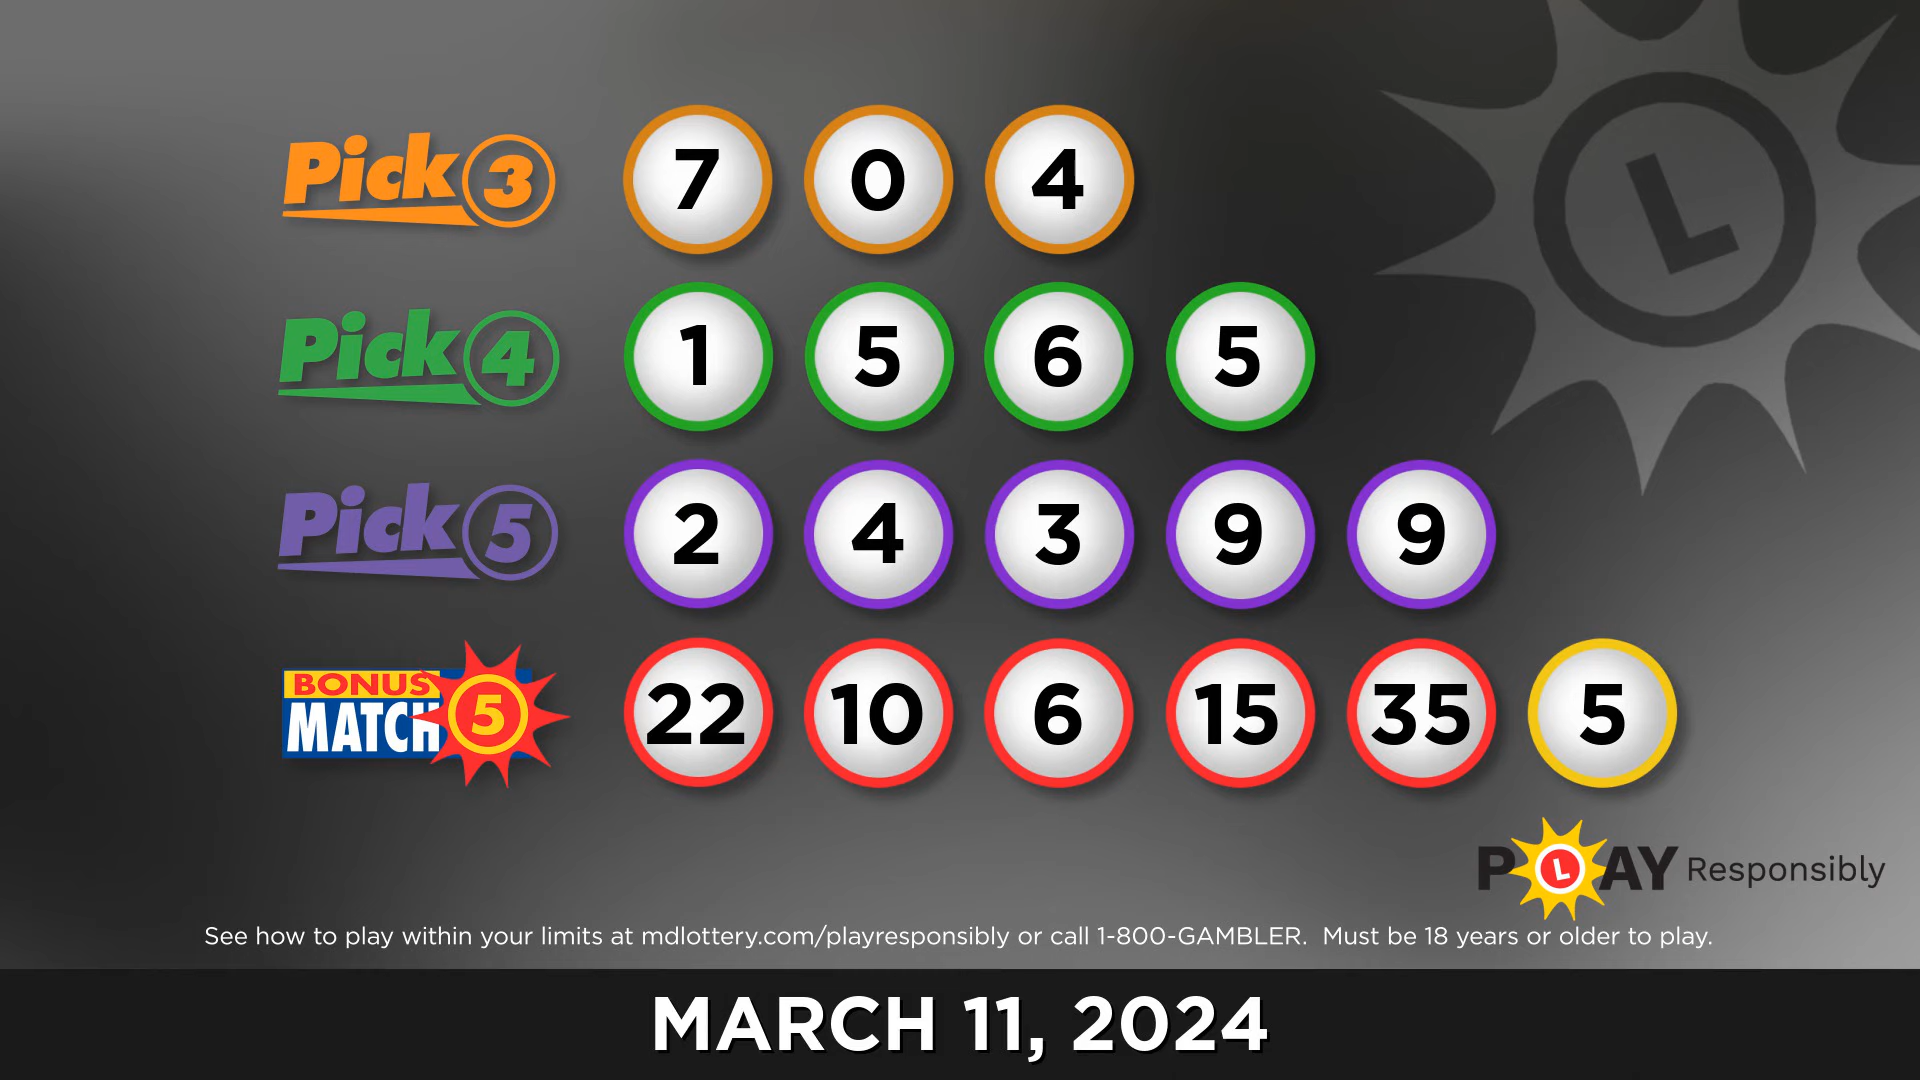 Pick 3 7 0 4
Pick 4 1 5 6 5
Pick 5 2 4 3 9 9
BONUS
MATCH 5 22 10 6 15 35 5
L
PLAY Responsibly
See how to play within your limits at mdlottery.com/playresponsibly or call 1-800-GAMBLER. Must be 18 years or older to play.
MARCH 11, 2024